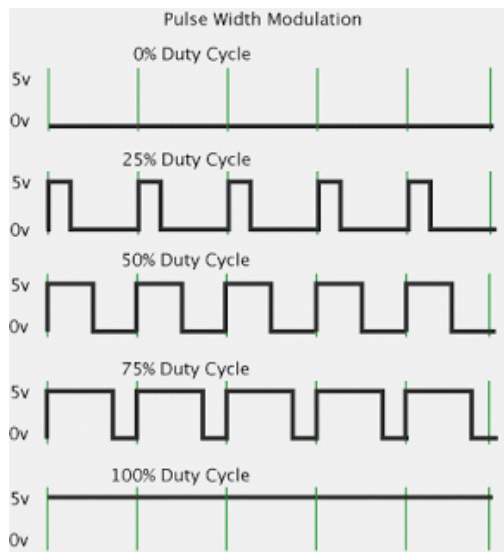 Pulse Width Modulation
0% Duty Cycle
5v
0v
25% Duty Cycle
5v
0v
50% Duty Cycle
5v
0v
75% Duty Cycle
5v
0v
100% Duty Cycle
5v
0v